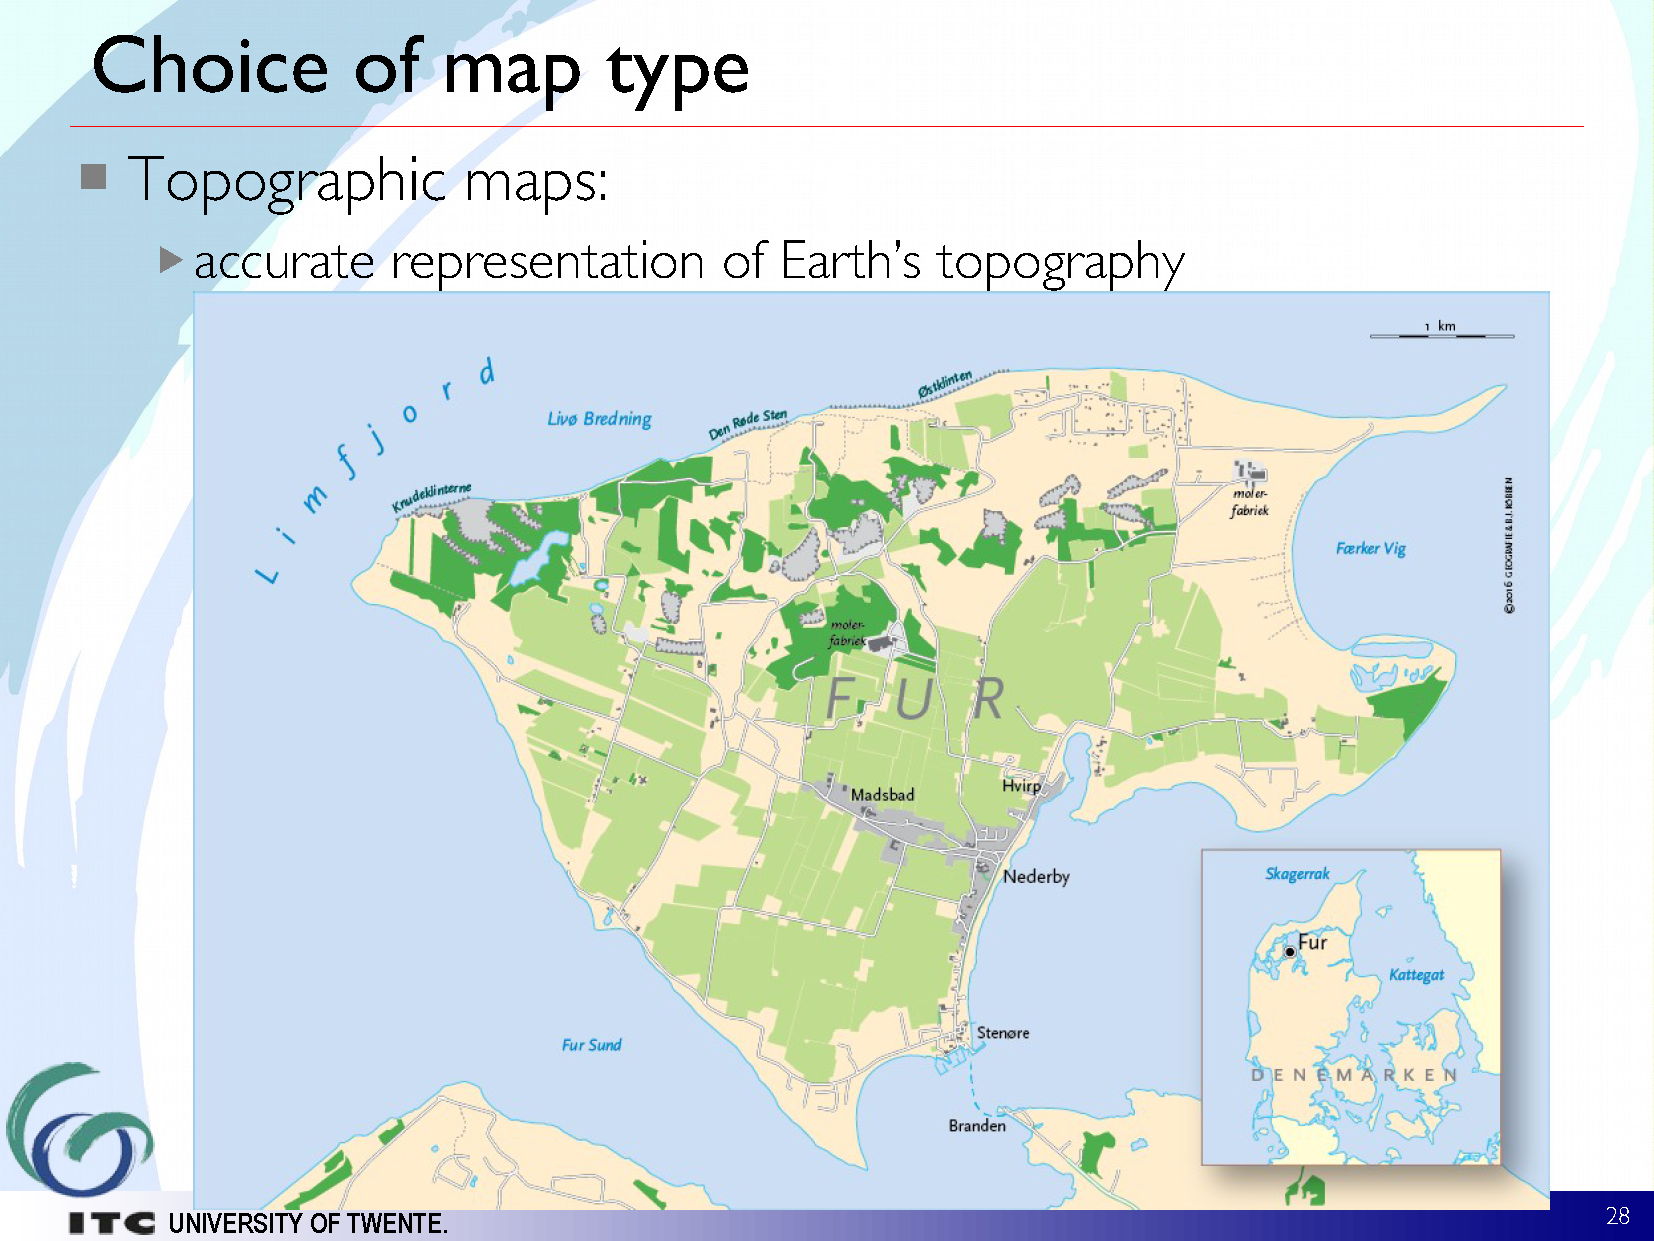 Choice of map type
Topographic maps:
accurate representation of Earth’s topography
1 km
Limfjord
Livø Bredning
Den Røde Sten
Østklinten
Knudeklinterne
moler-
fabriek
Færker Vig
©2016 GEOGRAFIE & B.J. KÖBBEN
moler-
fabriek
FUR
Madsbad
Hvirp
Nederby
Skagerrak
Fur
Kattegat
Stenøre
Fur Sund
DENEMARKEN
Branden
ITC UNIVERSITY OF TWENTE.
28